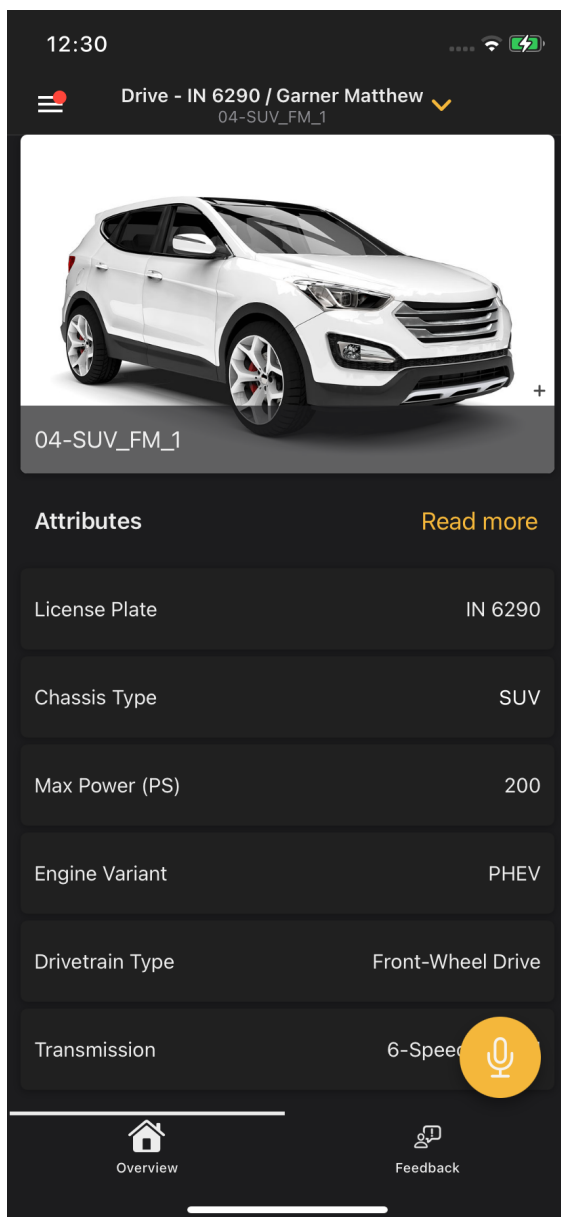 12:30
Drive - IN 6290 / Garner Matthew
04-SUV_FM_1
04-SUV_FM_1
Attributes Read more
License Plate IN 6290
Chassis Type SUV
Max Power (PS) 200
Engine Variant PHEV
Drivetrain Type Front-Wheel Drive
Transmission 6-Speed
Overview Feedback